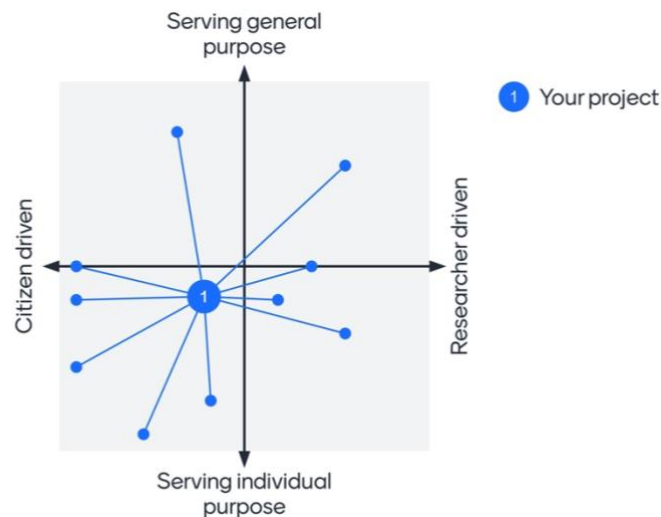 Serving general
purpose
1 Your project
Citizen driven
1
Researcher driven
Serving individual
purpose